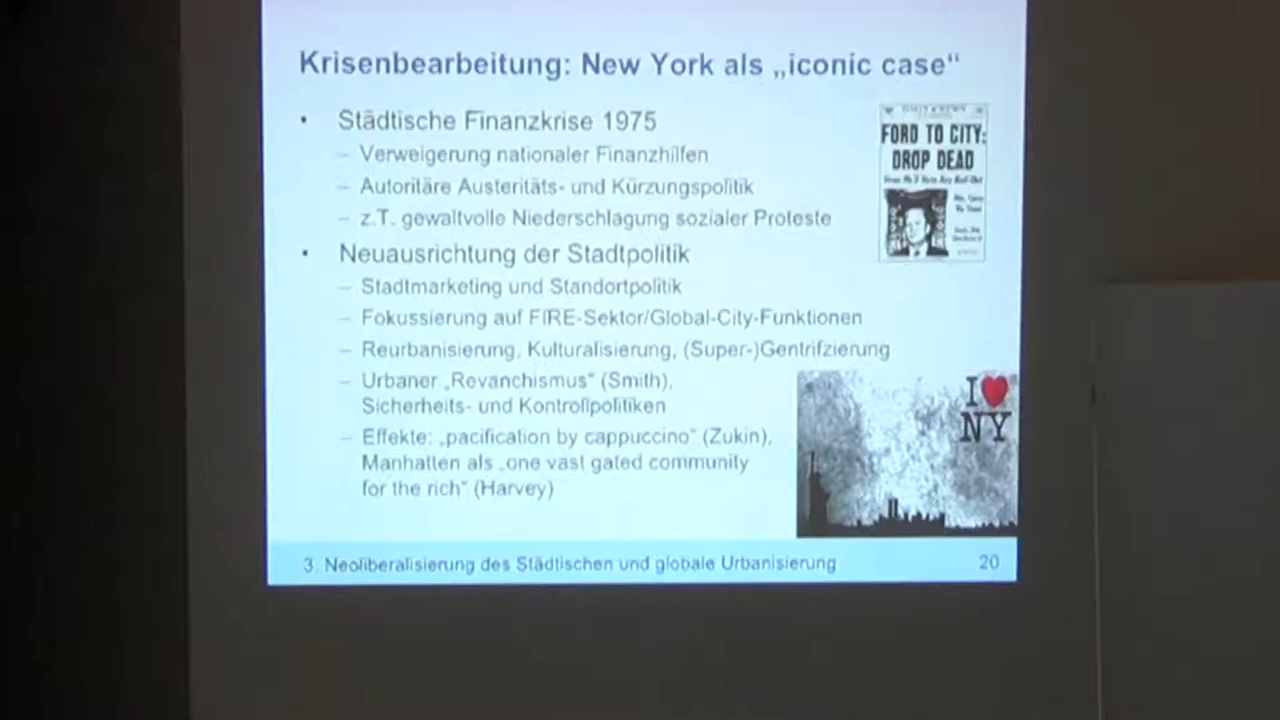 Krisenbearbeitung: New York als „iconic case“
• Städtische Finanzkrise 1975
– Verweigerung nationaler Finanzhilfen
– Autoritäre Austeritäts- und Kürzungspolitik
– z.T. gewaltvolle Niederschlagung sozialer Proteste
• Neuausrichtung der Stadtpolitik
– Stadtmarketing und Standortpolitik
– Fokussierung auf FIRE-Sektor/Global-City-Funktionen
– Reurbanisierung, Kulturalisierung, (Super-)Gentrifzierung
– Urbaner „Revanchismus“ (Smith),
Sicherheits- und Kontrollpolitiken
– Effekte: „pacification by cappuccino“ (Zukin),
Manhatten als „one vast gated community
for the rich“ (Harvey)
DAILY NEWS
FORD TO CITY:
DROP DEAD
I ♥
NY
3. Neoliberalisierung des Städtischen und globale Urbanisierung 20